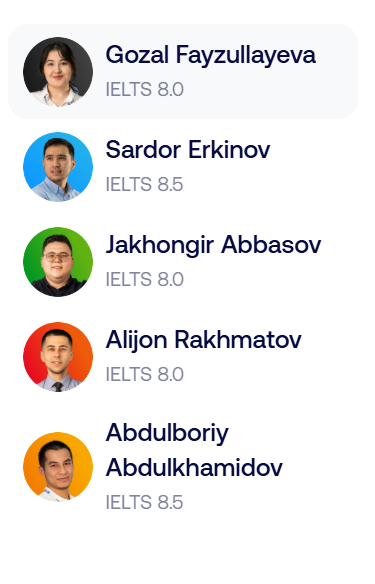 Gozal Fayzullayeva
IELTS 8.0
Sardor Erkinov
IELTS 8.5
Jakhongir Abbasov
IELTS 8.0
Alijon Rakhmatov
IELTS 8.0
Abdulboriy
Abdulkhamidov
IELTS 8.5